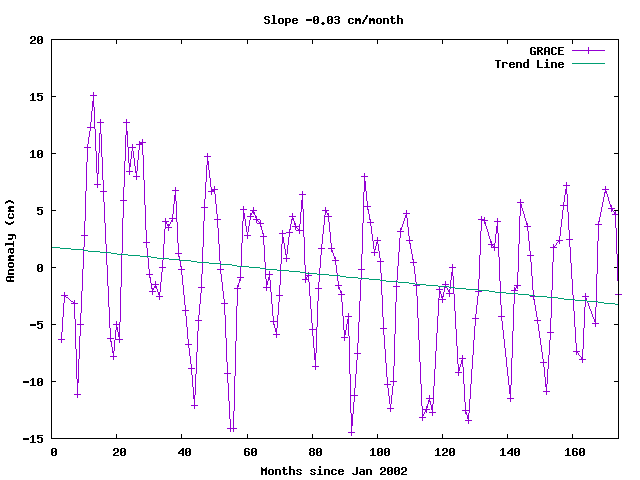 Slope -0.03 cm/month
20
15
10
5
0
-5
-10
-15
Anomaly (cm)
GRACE
Trend Line
0 20 40 60 80 100 120 140 160
Months since Jan 2002